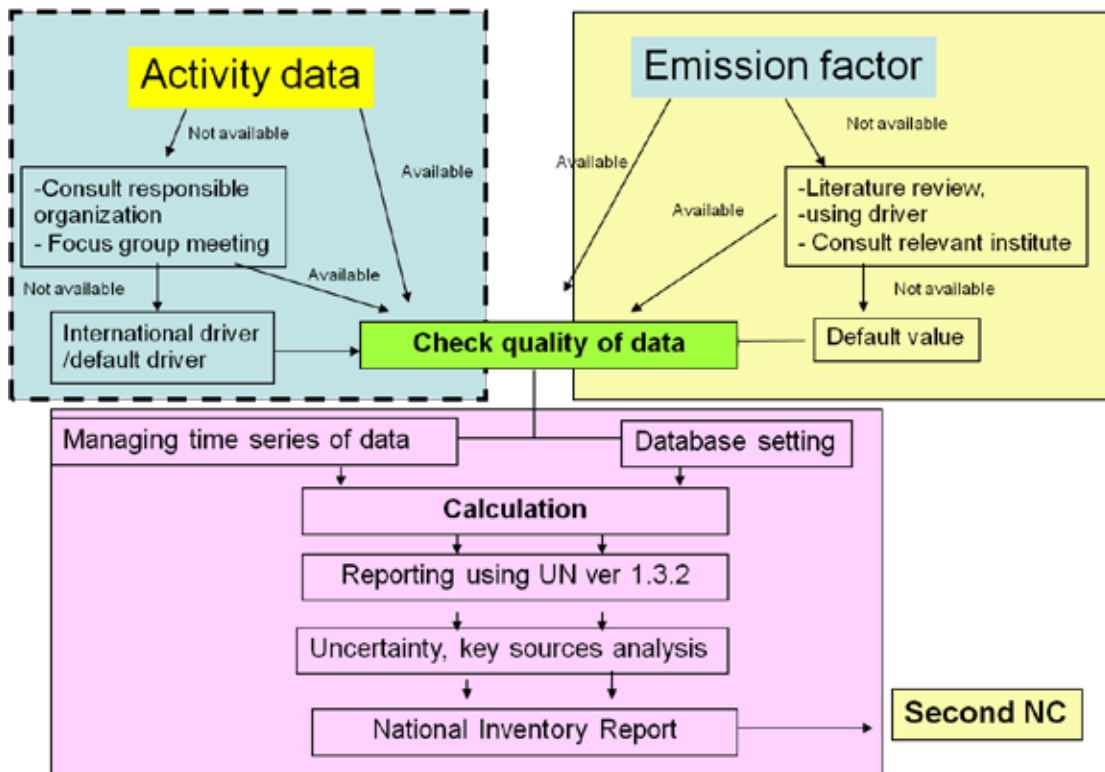 Activity data
Emission factor
Not available
Available
Not available
Available
-Consult responsible
organization
- Focus group meeting
Available
-Literature review,
-using driver
- Consult relevant institute
Not available
Available
Not available
International driver
/default driver
Check quality of data
Default value
Managing time series of data
Database setting
Calculation
Reporting using UN ver 1.3.2
Uncertainty, key sources analysis
National Inventory Report
Second NC